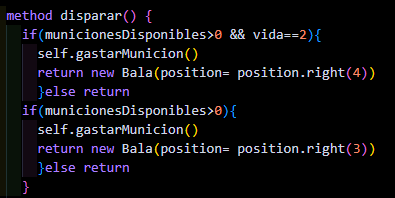 method disparar() {
if(municionesDisponibles>0 && vida==2){
self.gastarMunicion()
return new Bala(position= position.right(4))
}else return
if(municionesDisponibles>0){
self.gastarMunicion()
return new Bala(position= position.right(3))
}else return
}